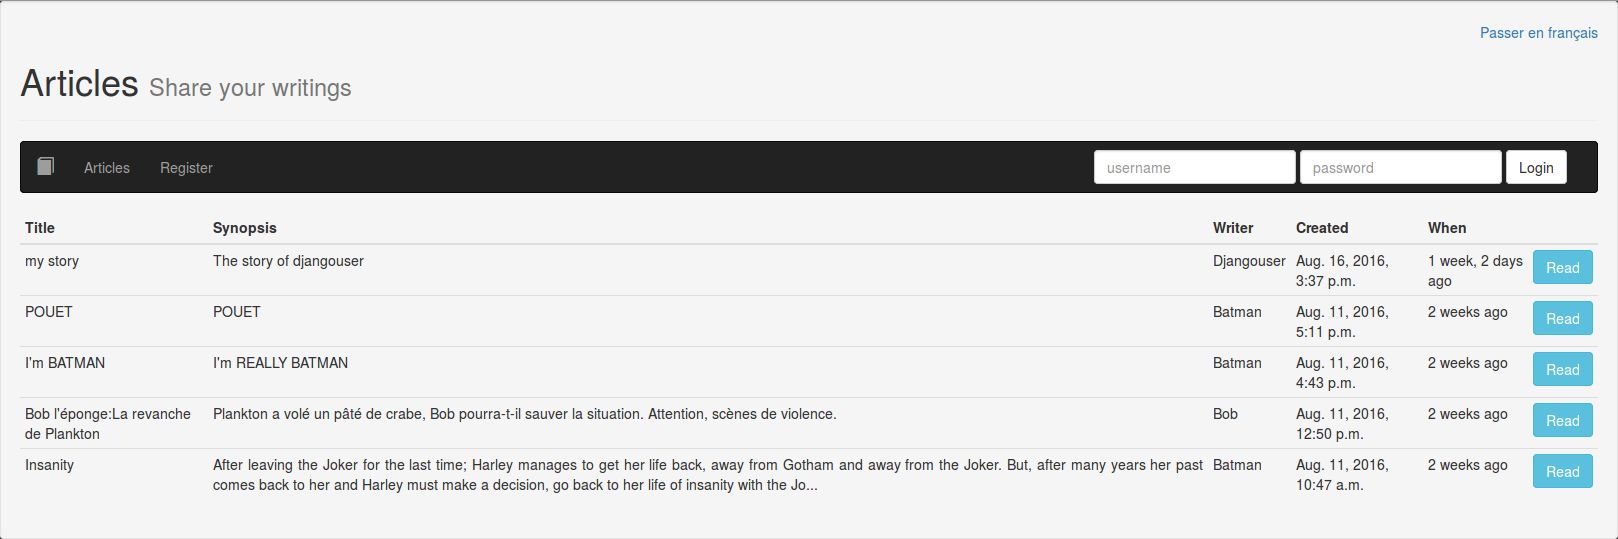 Passer en français
Articles Share your writings
Articles Register username password Login
Title Synopsis Writer Created When
my story The story of djangouser Djangouser Aug. 16, 2016, 1 week, 2 days Read
3:37 p.m. ago
POUET POUET Batman Aug. 11, 2016, 2 weeks ago Read
5:11 p.m.
I'm BATMAN I'm REALLY BATMAN Batman Aug. 11, 2016, 2 weeks ago Read
4:43 p.m.
Bob l'éponge:La revanche Plankton a volé un pâté de crabe, Bob pourra-t-il sauver la situation. Attention, scènes de violence. Bob Aug. 11, 2016, 2 weeks ago Read
de Plankton 12:50 p.m.
Insanity After leaving the Joker for the last time; Harley manages to get her life back, away from Gotham and away from the Joker. But, after many years her past Batman Aug. 11, 2016, 2 weeks ago Read
comes back to her and Harley must make a decision, go back to her life of insanity with the Jo... 10:47 a.m.